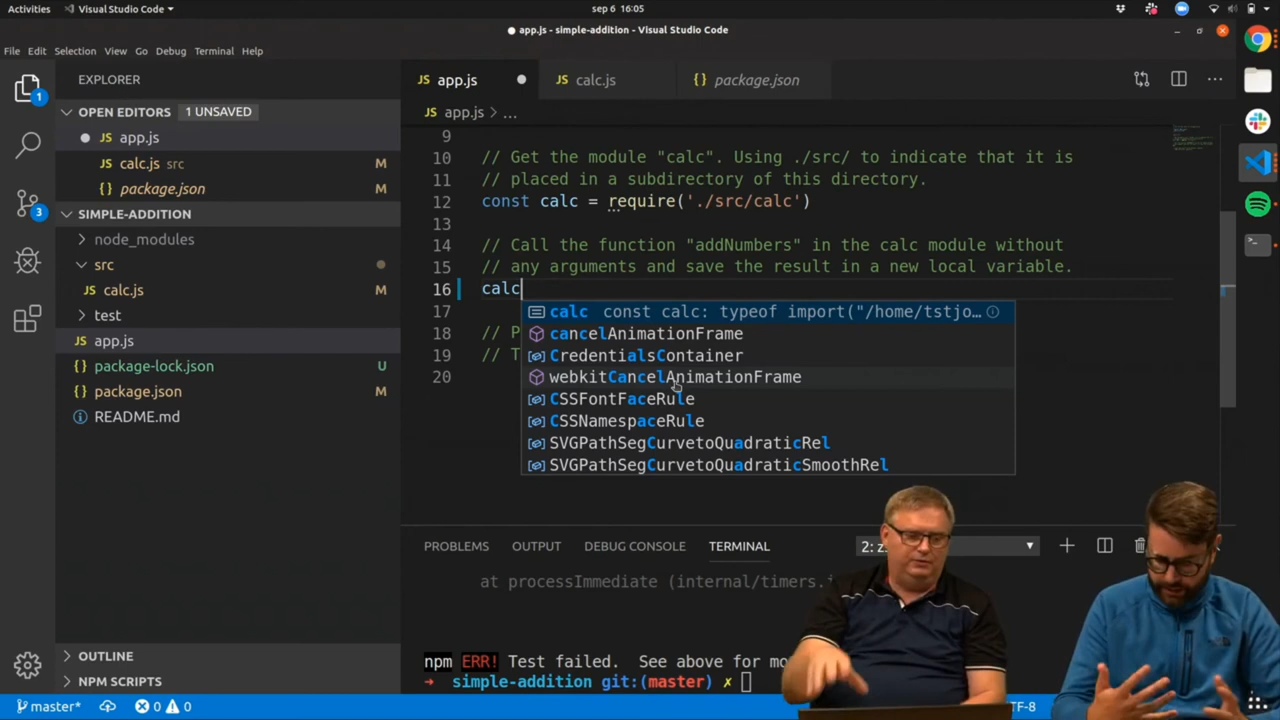 Activities
Visual Studio Code
sep 6 16:05
● app.js - simple-addition - Visual Studio Code
File Edit Selection View Go Debug Terminal Help
EXPLORER
JS app.js
JS calc.js
{ } package.json
OPEN EDITORS 1 UNSAVED
JS app.js
JS calc.js src M
{ } package.json M
SIMPLE-ADDITION
node_modules
src
JS calc.js M
test
JS app.js
{ } package-lock.json U
{ } package.json M
README.md
OUTLINE
NPM SCRIPTS
1
3
JS app.js > ...
9
10 // Get the module "calc". Using ./src/ to indicate that it is
11 // placed in a subdirectory of this directory.
12 const calc = require('./src/calc')
13
14 // Call the function "addNumbers" in the calc module without
15 // any arguments and save the result in a new local variable.
16 calc
17
18 // P
19 // T
20
calc const calc: typeof import("/home/tstjo...
cancelAnimationFrame
CredentialsContainer
webkitCancelAnimationFrame
CSSFontFaceRule
CSSNamespaceRule
SVGPathSegCurvetoQuadraticRel
SVGPathSegCurvetoQuadraticSmoothRel
PROBLEMS OUTPUT DEBUG CONSOLE TERMINAL 2: z
at processImmediate (internal/timers.j
npm ERR! Test failed. See above for mo
→ simple-addition git:(master) ✗
master* 0 0 TF-8